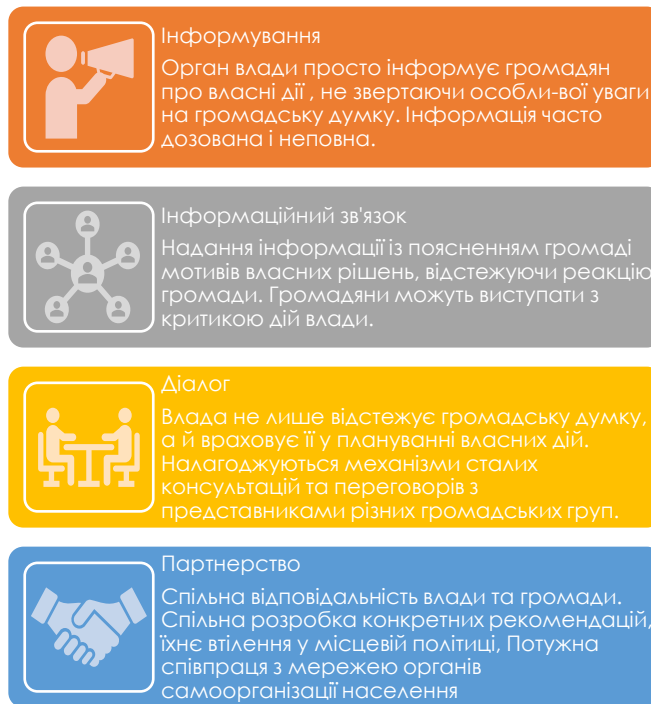 Інформування
Орган влади просто інформує громадян
про власні дії , не звертаючи особли-вої уваги
на громадську думку. Інформація часто
дозована і неповна.
Інформаційний зв'язок
Надання інформації із поясненням громаді
мотивів власних рішень, відстежуючи реакцію
громади. Громадяни можуть виступати з
критикою дій влади.
Діалог
Влада не лише відстежує громадську думку,
а й враховує її у плануванні власних дій.
Налагоджуються механізми сталих
консультацій та переговорів з
представниками різних громадських груп.
Партнерство
Спільна відповідальність влади та громади.
Спільна розробка конкретних рекомендацій,
їхнє втілення у місцевій політиці, Потужна
співпраця з мережею органів
самоорганізації населення